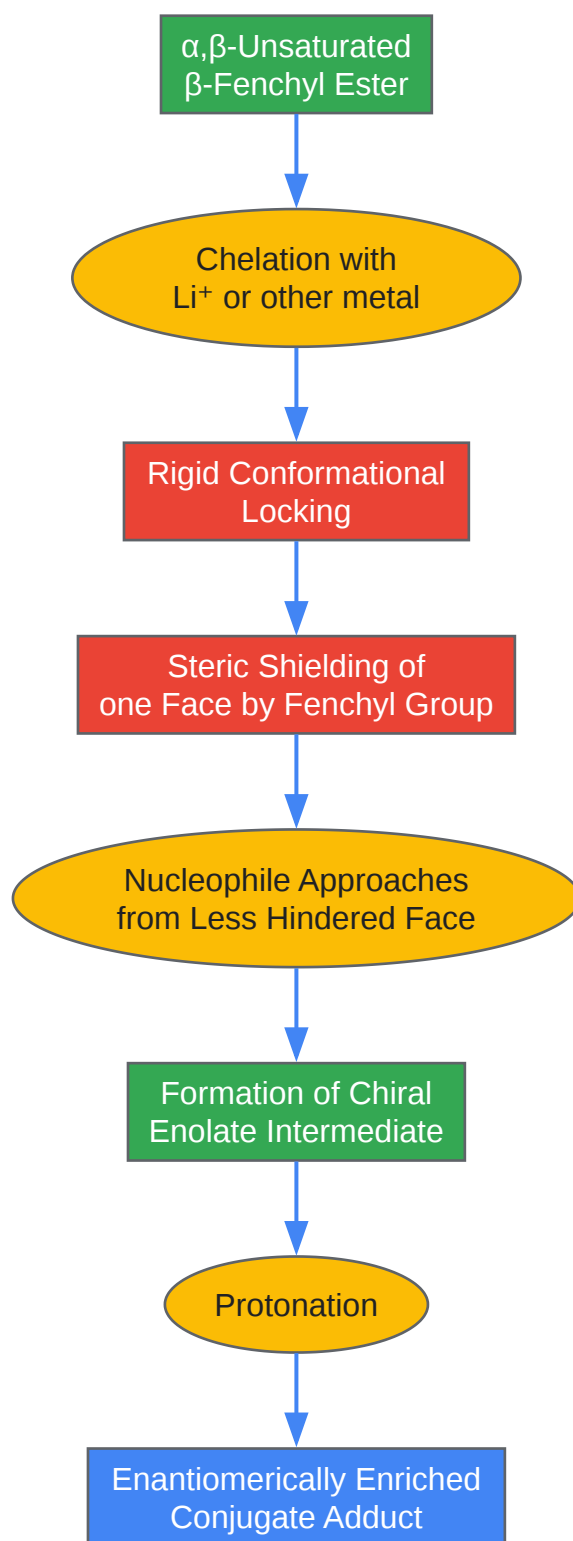 α,β-Unsaturated
β-Fenchyl Ester
Chelation with
Li⁺ or other metal
Rigid Conformational
Locking
Steric Shielding of
one Face by Fenchyl Group
Nucleophile Approaches
from Less Hindered Face
Formation of Chiral
Enolate Intermediate
Protonation
Enantiomerically Enriched
Conjugate Adduct